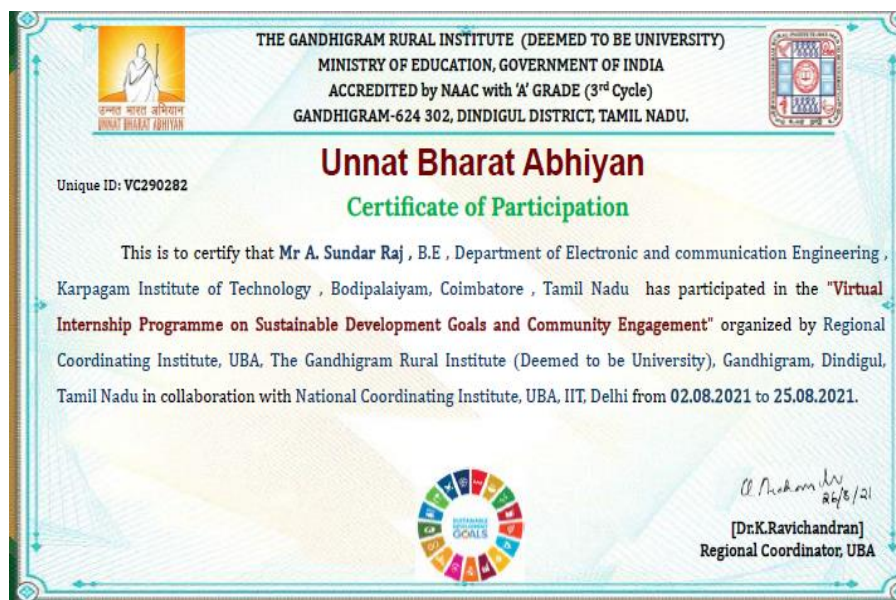 THE GANDHIGRAM RURAL INSTITUTE (DEEMED TO BE UNIVERSITY)
MINISTRY OF EDUCATION, GOVERNMENT OF INDIA
ACCREDITED by NAAC with 'A' GRADE (3rd Cycle)
GANDHIGRAM-624 302, DINDIGUL DISTRICT, TAMIL NADU.
उन्नत भारत अभियान
UNNAT BHARAT ABHIYAN
Unnat Bharat Abhiyan
Unique ID: VC290282
Certificate of Participation
This is to certify that Mr A. Sundar Raj , B.E , Department of Electronic and communication Engineering ,
Karpagam Institute of Technology , Bodipalaiyam, Coimbatore , Tamil Nadu has participated in the "Virtual
Internship Programme on Sustainable Development Goals and Community Engagement" organized by Regional
Coordinating Institute, UBA, The Gandhigram Rural Institute (Deemed to be University), Gandhigram, Dindigul,
Tamil Nadu in collaboration with National Coordinating Institute, UBA, IIT, Delhi from 02.08.2021 to 25.08.2021.
SUSTAINABLE
DEVELOPMENT
GOALS
26/8/21
[Dr.K.Ravichandran]
Regional Coordinator, UBA